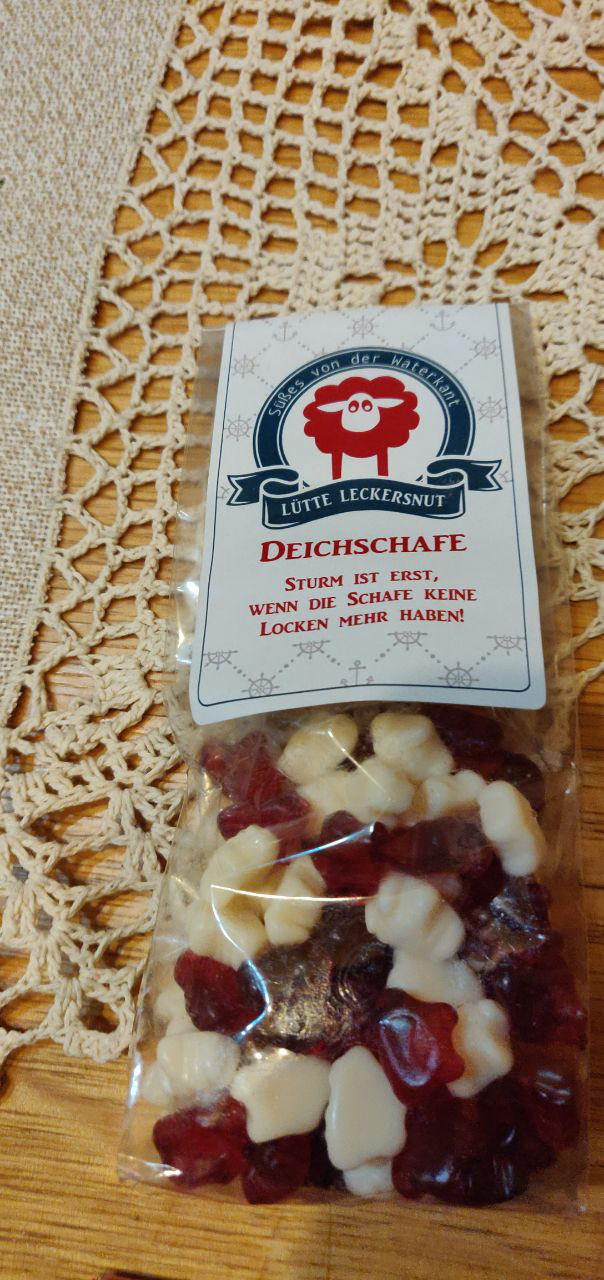 Süßes von der Waterkant
LÜTTE LECKERSNUT
DEICHSCHAFE
STURM IST ERST,
WENN DIE SCHAFE KEINE
LOCKEN MEHR HABEN!